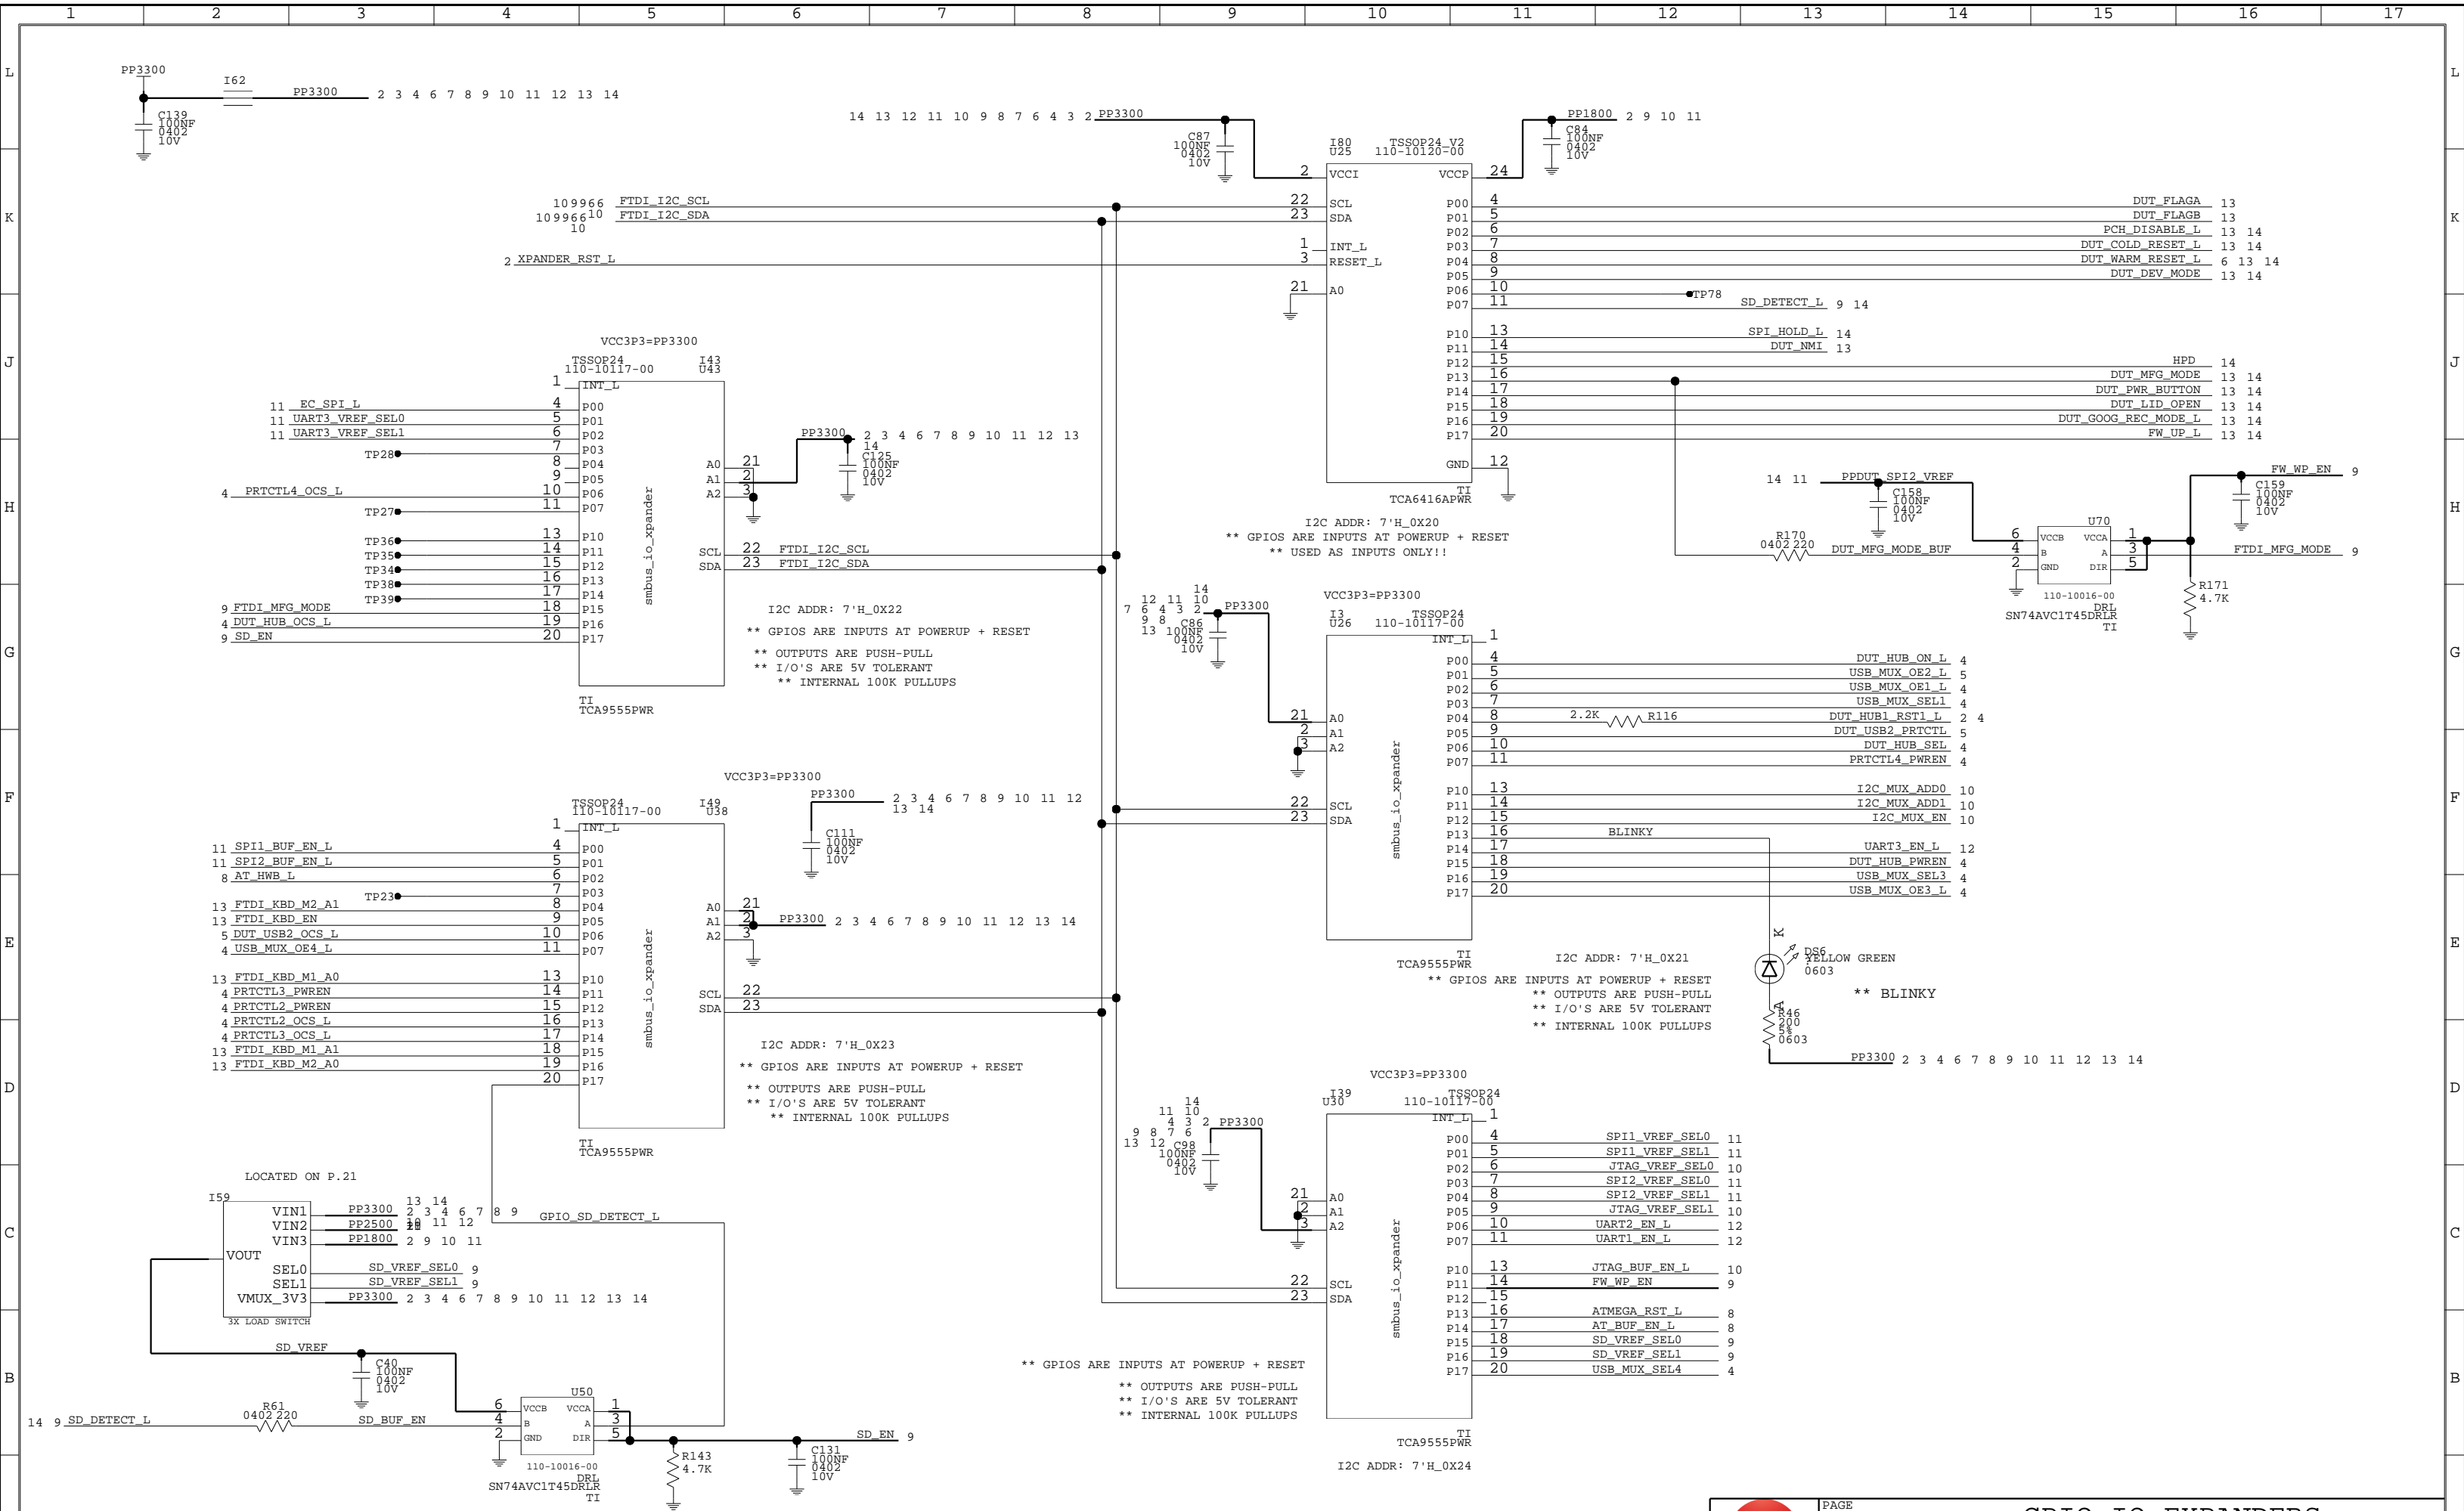 1 2 3 4 5 6 7 8 9 10 11 12 13 14 15 16 17
L
PP3300
I62
PP3300 2 3 4 6 7 8 9 10 11 12 13 14
C139
100NF
0402
10V
14 13 12 11 10 9 8 7 6 4 3 2 PP3300
C87
100NF
0402
10V
PP1800 2 9 10 11
C84
100NF
0402
10V
I80 TSSOP24_V2
U25 110-10120-00
2 VCCI VCCP 24
22 SCL P00 4 DUT_FLAGA 13
23 SDA P01 5 DUT_FLAGB 13
P02 6 PCH_DISABLE_L 13 14
1 INT_L P03 7 DUT_COLD_RESET_L 13 14
3 RESET_L P04 8 DUT_WARM_RESET_L 6 13 14
P05 9 DUT_DEV_MODE 13 14
21 A0 P06 10 TP78
P07 11 SD_DETECT_L 9 14
P10 13 SPI_HOLD_L 14
P11 14 DUT_NMI 13
P12 15 HPD 14
P13 16 DUT_MFG_MODE 13 14
P14 17 DUT_PWR_BUTTON 13 14
P15 18 DUT_LID_OPEN 13 14
P16 19 DUT_GOOG_REC_MODE_L 13 14
P17 20 FW_UP_L 13 14
GND 12
TI
TCA6416APWR
I2C ADDR: 7'H_0X20
** GPIOS ARE INPUTS AT POWERUP + RESET
** USED AS INPUTS ONLY!!
K
109966 FTDI_I2C_SCL
10996610 FTDI_I2C_SDA
10
2 XPANDER_RST_L
J
VCC3P3=PP3300
TSSOP24 I43
110-10117-00 U43
1 INT_L
11 EC_SPI_L 4 P00
11 UART3_VREF_SEL0 5 P01
11 UART3_VREF_SEL1 6 P02
TP28 7 P03
8 P04
9 P05
4 PRTCTL4_OCS_L 10 P06
TP27 11 P07
TP36 13 P10
TP35 14 P11
TP34 15 P12
TP38 16 P13
TP39 17 P14
9 FTDI_MFG_MODE 18 P15
4 DUT_HUB_OCS_L 19 P16
9 SD_EN 20 P17
smbus_io_xpander
A0 21
A1 2
A2 3
PP3300 2 3 4 6 7 8 9 10 11 12 13
14
C125
100NF
0402
10V
SCL 22 FTDI_I2C_SCL
SDA 23 FTDI_I2C_SDA
TI
TCA9555PWR
I2C ADDR: 7'H_0X22
** GPIOS ARE INPUTS AT POWERUP + RESET
** OUTPUTS ARE PUSH-PULL
** I/O'S ARE 5V TOLERANT
** INTERNAL 100K PULLUPS
H
14 11 PPDUT_SPI2_VREF
C158
100NF
0402
10V
R170
0402 220
DUT_MFG_MODE_BUF
U70
6 VCCB VCCA 1
4 B A 3
2 GND DIR 5
110-10016-00
DRL
SN74AVC1T45DRLR
TI
FW_WP_EN 9
C159
100NF
0402
10V
FTDI_MFG_MODE 9
R171
4.7K
G
VCC3P3=PP3300
14
12 11 10
7 6 4 3 2 PP3300
9 8
13
C86
100NF
0402
10V
I3 TSSOP24
U26 110-10117-00
INT_L 1
P00 4 DUT_HUB_ON_L 4
P01 5 USB_MUX_OE2_L 5
P02 6 USB_MUX_OE1_L 4
P03 7 USB_MUX_SEL1 4
21 A0 P04 8 2.2K R116 DUT_HUB1_RST1_L 2 4
2 A1 P05 9 DUT_USB2_PRTCTL 5
3 A2 P06 10 DUT_HUB_SEL 4
P07 11 PRTCTL4_PWREN 4
P10 13 I2C_MUX_ADD0 10
22 SCL P11 14 I2C_MUX_ADD1 10
23 SDA P12 15 I2C_MUX_EN 10
P13 16 BLINKY
P14 17 UART3_EN_L 12
P15 18 DUT_HUB_PWREN 4
P16 19 USB_MUX_SEL3 4
P17 20 USB_MUX_OE3_L 4
smbus_io_xpander
TI
TCA9555PWR
I2C ADDR: 7'H_0X21
** GPIOS ARE INPUTS AT POWERUP + RESET
** OUTPUTS ARE PUSH-PULL
** I/O'S ARE 5V TOLERANT
** INTERNAL 100K PULLUPS
K
DS6
YELLOW GREEN
0603
** BLINKY
A
R46
200
5%
0603
PP3300 2 3 4 6 7 8 9 10 11 12 13 14
F
VCC3P3=PP3300
PP3300 2 3 4 6 7 8 9 10 11 12
13 14
C111
100NF
0402
10V
TSSOP24 I49
110-10117-00 U38
1 INT_L
11 SPI1_BUF_EN_L 4 P00
11 SPI2_BUF_EN_L 5 P01
8 AT_HWB_L 6 P02
TP23 7 P03
13 FTDI_KBD_M2_A1 8 P04
13 FTDI_KBD_EN 9 P05
5 DUT_USB2_OCS_L 10 P06
4 USB_MUX_OE4_L 11 P07
13 FTDI_KBD_M1_A0 13 P10
4 PRTCTL3_PWREN 14 P11
4 PRTCTL2_PWREN 15 P12
4 PRTCTL2_OCS_L 16 P13
4 PRTCTL3_OCS_L 17 P14
13 FTDI_KBD_M1_A1 18 P15
13 FTDI_KBD_M2_A0 19 P16
20 P17
smbus_io_xpander
A0 21
A1 2 PP3300 2 3 4 6 7 8 9 10 11 12 13 14
A2 3
SCL 22
SDA 23
TI
TCA9555PWR
I2C ADDR: 7'H_0X23
** GPIOS ARE INPUTS AT POWERUP + RESET
** OUTPUTS ARE PUSH-PULL
** I/O'S ARE 5V TOLERANT
** INTERNAL 100K PULLUPS
E
D
VCC3P3=PP3300
14
11 10
4 3 2 PP3300
9 8 7 6
13 12
C98
100NF
0402
10V
I39 TSSOP24
U30 110-10117-00
INT_L 1
P00 4 SPI1_VREF_SEL0 11
P01 5 SPI1_VREF_SEL1 11
P02 6 JTAG_VREF_SEL0 10
P03 7 SPI2_VREF_SEL0 11
21 A0 P04 8 SPI2_VREF_SEL1 11
2 A1 P05 9 JTAG_VREF_SEL1 10
3 A2 P06 10 UART2_EN_L 12
P07 11 UART1_EN_L 12
P10 13 JTAG_BUF_EN_L 10
22 SCL P11 14 FW_WP_EN 9
23 SDA P12 15
P13 16 ATMEGA_RST_L 8
P14 17 AT_BUF_EN_L 8
P15 18 SD_VREF_SEL0 9
P16 19 SD_VREF_SEL1 9
P17 20 USB_MUX_SEL4 4
smbus_io_xpander
** GPIOS ARE INPUTS AT POWERUP + RESET
** OUTPUTS ARE PUSH-PULL
** I/O'S ARE 5V TOLERANT
** INTERNAL 100K PULLUPS
TI
TCA9555PWR
I2C ADDR: 7'H_0X24
C
LOCATED ON P.21
I59
13 14
VIN1 PP3300 2 3 4 6 7 8 9
VIN2 PP2500 11 12
VIN3 PP1800 2 9 10 11
VOUT
SEL0 SD_VREF_SEL0 9
SEL1 SD_VREF_SEL1 9
VMUX_3V3 PP3300 2 3 4 6 7 8 9 10 11 12 13 14
3X LOAD SWITCH
GPIO_SD_DETECT_L
B
SD_VREF
C40
100NF
0402
10V
14 9 SD_DETECT_L
R61
0402 220
SD_BUF_EN
U50
6 VCCB VCCA 1
4 B A 3
2 GND DIR 5
110-10016-00
DRL
SN74AVC1T45DRLR
TI
SD_EN 9
R143
4.7K
C131
100NF
0402
10V
PAGE